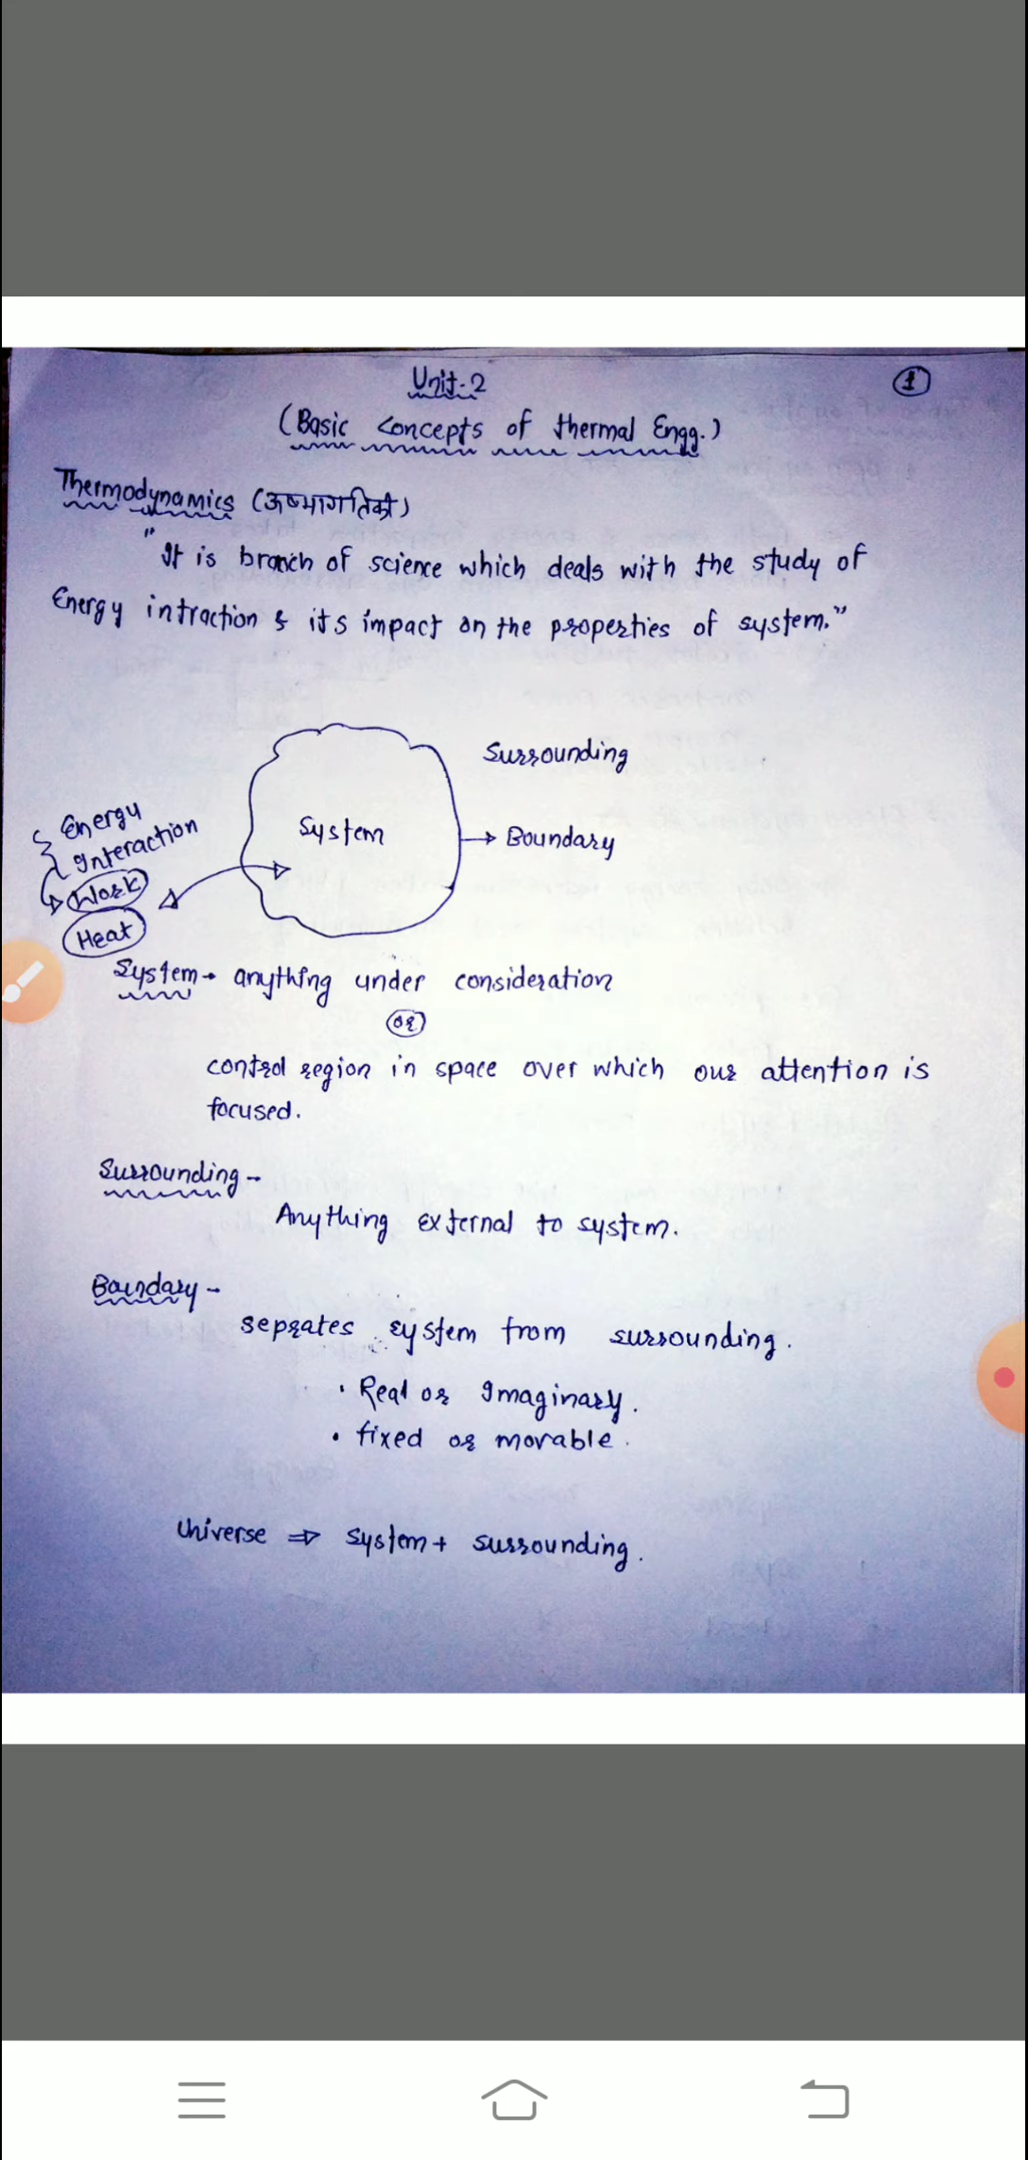 Unit-2
1
(Basic concepts of thermal Engg.)
Thermodynamics (ऊष्मागतिकी)
"It is branch of science which deals with the study of
Energy intraction & its impact on the properties of system."
Surrounding
System
Boundary
Energy
Interaction
Work
Heat
System → anything under consideration
or
control region in space over which our attention is
focused.
Surrounding -
Anything external to system.
Boundary -
seprates system from surrounding.
• Real or Imaginary.
• fixed or movable.
Universe ⇒ system + surrounding.